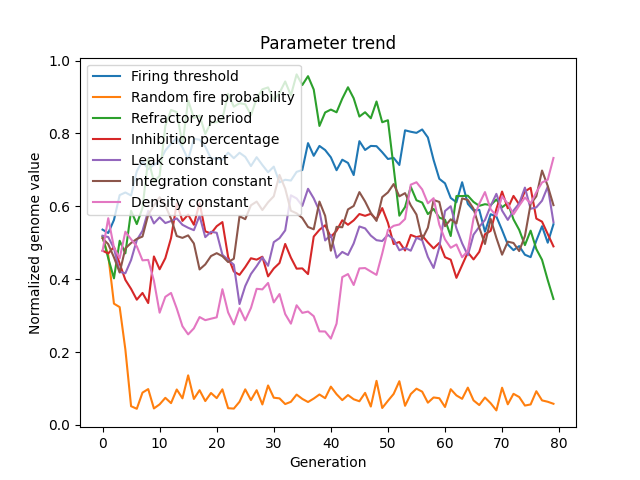 Parameter trend
1.0
0.8
0.6
0.4
0.2
0.0
Normalized genome value
Firing threshold
Random fire probability
Refractory period
Inhibition percentage
Leak constant
Integration constant
Density constant
0 10 20 30 40 50 60 70 80
Generation